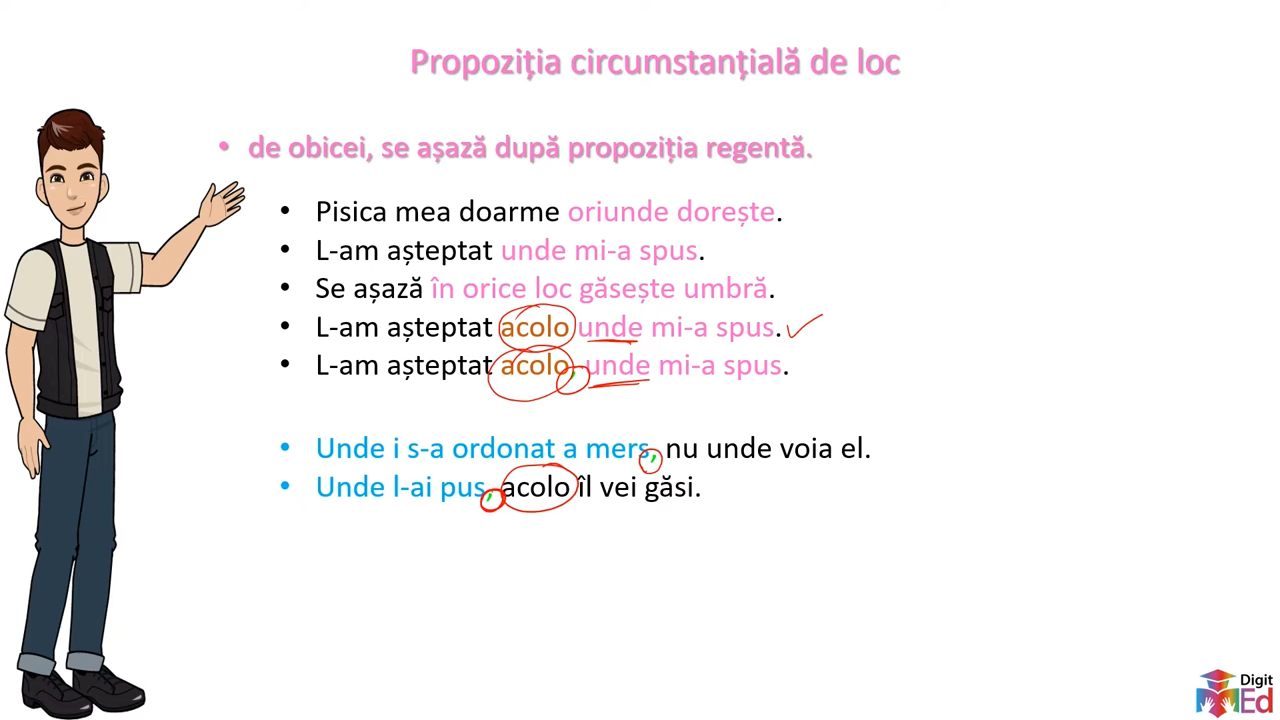 Propoziția circumstanțială de loc
• de obicei, se așază după propoziția regentă.
• Pisica mea doarme oriunde dorește.
• L-am așteptat unde mi-a spus.
• Se așază în orice loc găsește umbră.
• L-am așteptat acolo unde mi-a spus.
• L-am așteptat acolo, unde mi-a spus.
• Unde i s-a ordonat a mers, nu unde voia el.
• Unde l-ai pus, acolo îl vei găsi.
Digit
Ed